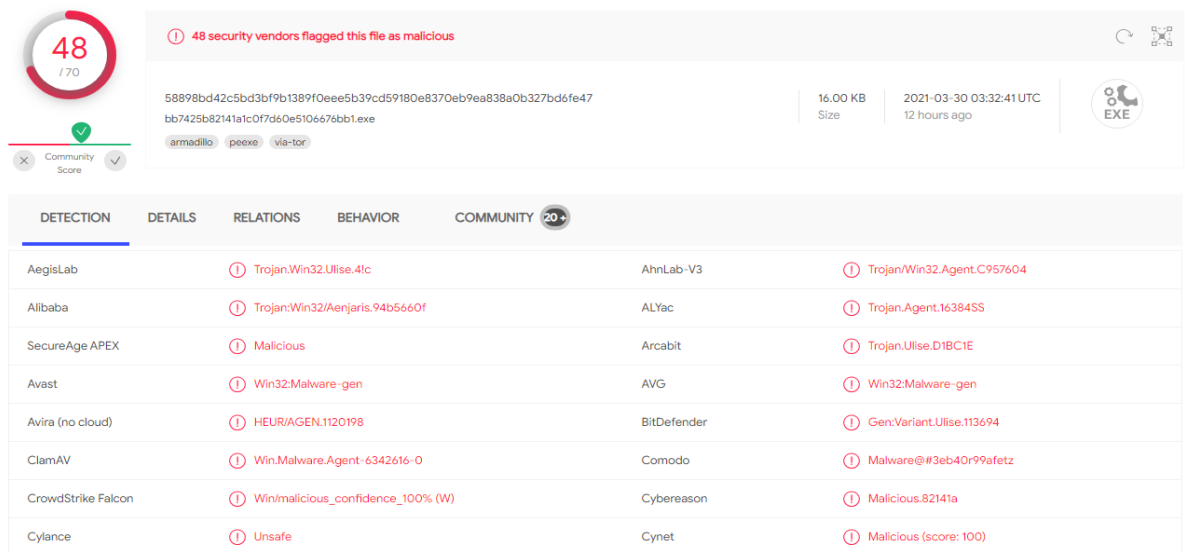 48
/ 70
Community
Score
48 security vendors flagged this file as malicious
58898bd42c5bd3bf9b1389f0eee5b39cd59180e8370eb9ea838a0b327bd6fe47
bb7425b82141a1c0f7d60e5106676bb1.exe
armadillo peexe via-tor
16.00 KB
Size
2021-03-30 03:32:41 UTC
12 hours ago
EXE
DETECTION DETAILS RELATIONS BEHAVIOR COMMUNITY 20+
AegisLab Trojan.Win32.Ulise.4!c AhnLab-V3 Trojan/Win32.Agent.C957604
Alibaba Trojan:Win32/Aenjaris.94b5660f ALYac Trojan.Agent.16384SS
SecureAge APEX Malicious Arcabit Trojan.Ulise.D1BC1E
Avast Win32:Malware-gen AVG Win32:Malware-gen
Avira (no cloud) HEUR/AGEN.1120198 BitDefender Gen:Variant.Ulise.113694
ClamAV Win.Malware.Agent-6342616-0 Comodo Malware@#3eb40r99afetz
CrowdStrike Falcon Win/malicious_confidence_100% (W) Cybereason Malicious.82141a
Cylance Unsafe Cynet Malicious (score: 100)